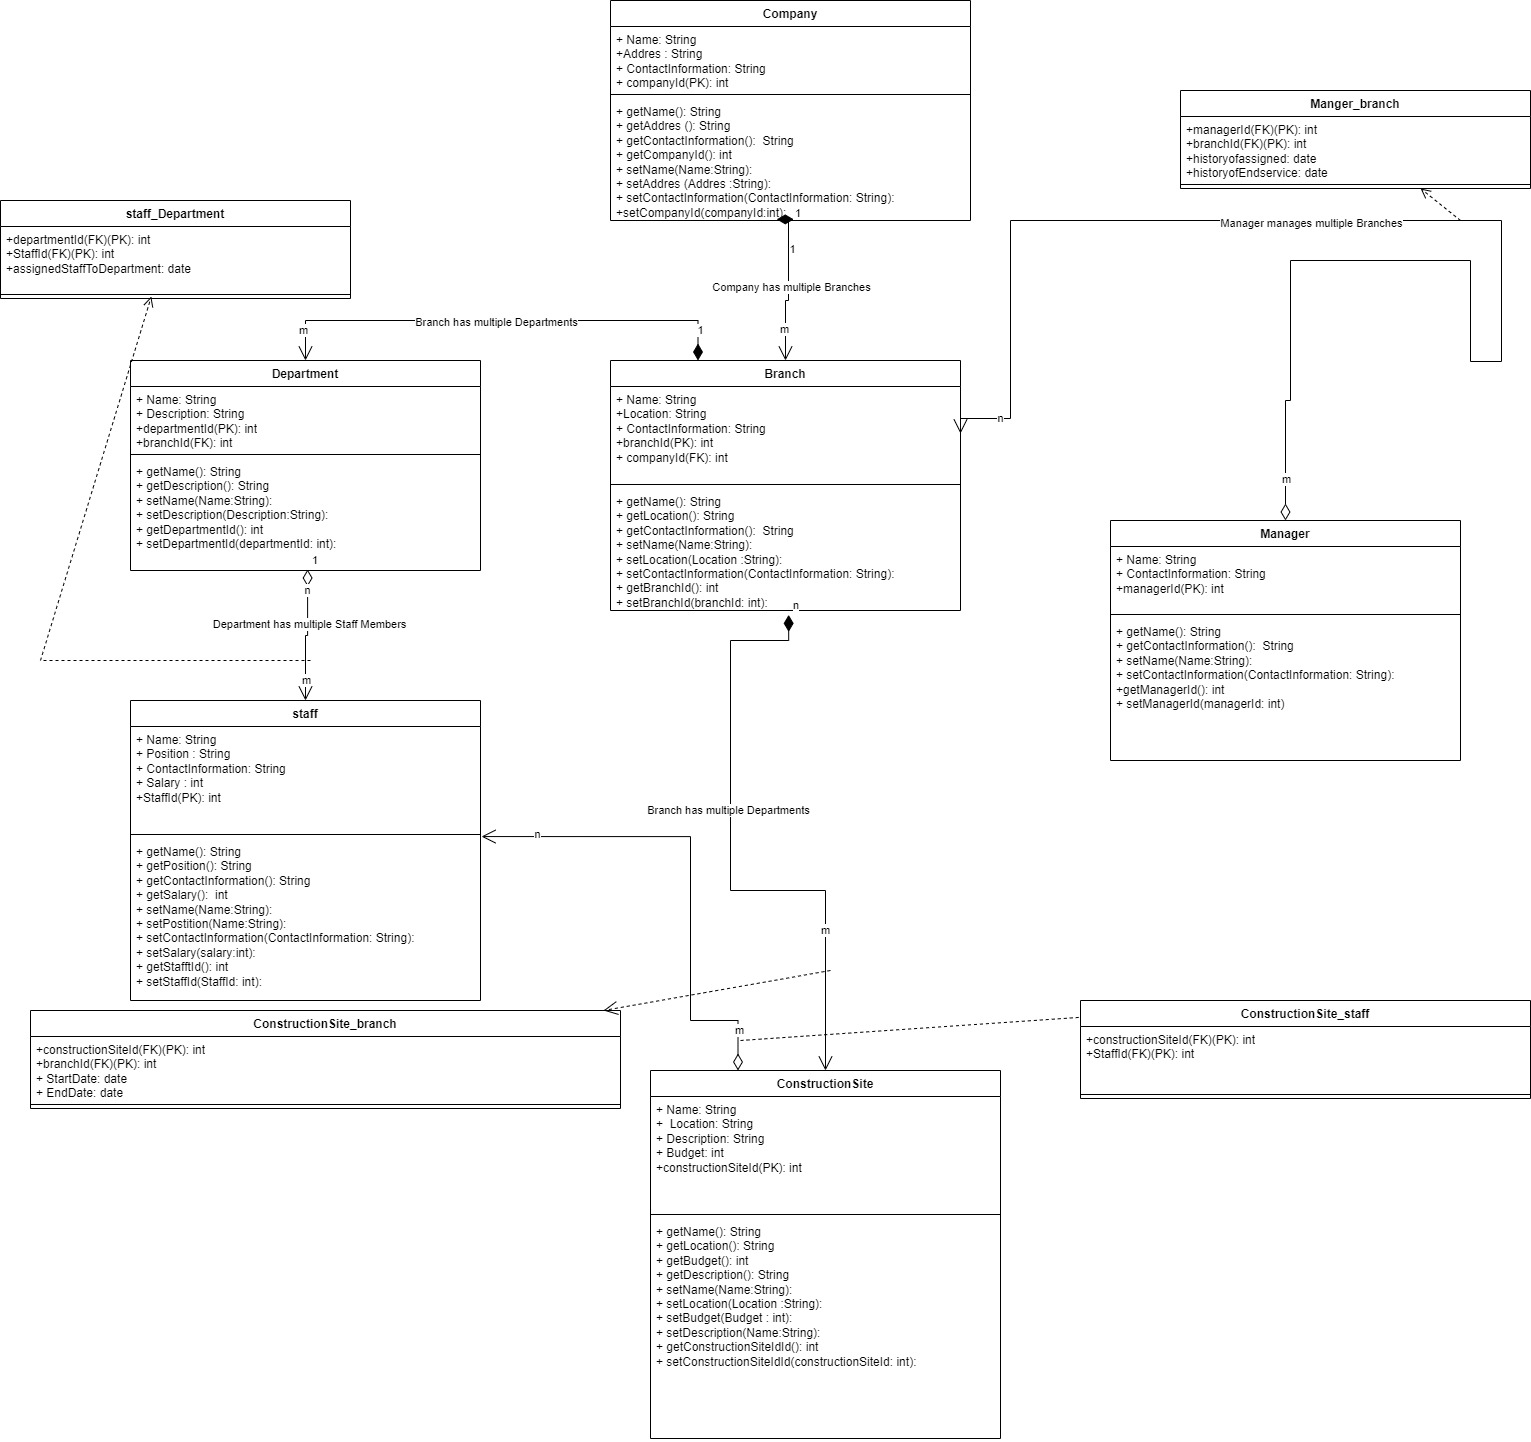 Company
+ Name: String
+Addres : String
+ ContactInformation: String
+ companyId(PK): int
+ getName(): String
+ getAddres (): String
+ getContactInformation():  String
+ getCompanyId(): int
+ setName(Name:String):
+ setAddres (Addres :String):
+ setContactInformation(ContactInformation: String):
+setCompanyId(companyId:int):
1
1
Company has multiple Branches
m
Manger_branch
+managerId(FK)(PK): int
+branchId(FK)(PK): int
+historyofassigned: date
+historyofEndservice: date
Manager manages multiple Branches
n
m
staff_Department
+departmentId(FK)(PK): int
+StaffId(FK)(PK): int
+assignedStaffToDepartment: date
m
Branch has multiple Departments
1
Department
+ Name: String
+ Description: String
+departmentId(PK): int
+branchId(FK): int
+ getName(): String
+ getDescription(): String
+ setName(Name:String):
+ setDescription(Description:String):
+ getDepartmentId(): int
+ setDepartmentId(departmentId: int):
1
n
Department has multiple Staff Members
m
Branch
+ Name: String
+Location: String
+ ContactInformation: String
+branchId(PK): int
+ companyId(FK): int
+ getName(): String
+ getLocation(): String
+ getContactInformation():  String
+ setName(Name:String):
+ setLocation(Location :String):
+ setContactInformation(ContactInformation: String):
+ getBranchId(): int
+ setBranchId(branchId: int):
n
Manager
+ Name: String
+ ContactInformation: String
+managerId(PK): int
+ getName(): String
+ getContactInformation():  String
+ setName(Name:String):
+ setContactInformation(ContactInformation: String):
+getManagerId(): int
+ setManagerId(managerId: int)
staff
+ Name: String
+ Position : String
+ ContactInformation: String
+ Salary : int
+StaffId(PK): int
+ getName(): String
+ getPosition(): String
+ getContactInformation(): String
+ getSalary():  int
+ setName(Name:String):
+ setPostition(Name:String):
+ setContactInformation(ContactInformation: String):
+ setSalary(salary:int):
+ getStafftId(): int
+ setStaffId(StaffId: int):
Branch has multiple Departments
n
m
m
ConstructionSite_branch
+constructionSiteId(FK)(PK): int
+branchId(FK)(PK): int
+ StartDate: date
+ EndDate: date
ConstructionSite_staff
+constructionSiteId(FK)(PK): int
+StaffId(FK)(PK): int
ConstructionSite
+ Name: String
+  Location: String
+ Description: String
+ Budget: int
+constructionSiteId(PK): int
+ getName(): String
+ getLocation(): String
+ getBudget(): int
+ getDescription(): String
+ setName(Name:String):
+ setLocation(Location :String):
+ setBudget(Budget : int):
+ setDescription(Name:String):
+ getConstructionSiteIdId(): int
+ setConstructionSiteIdId(constructionSiteId: int):